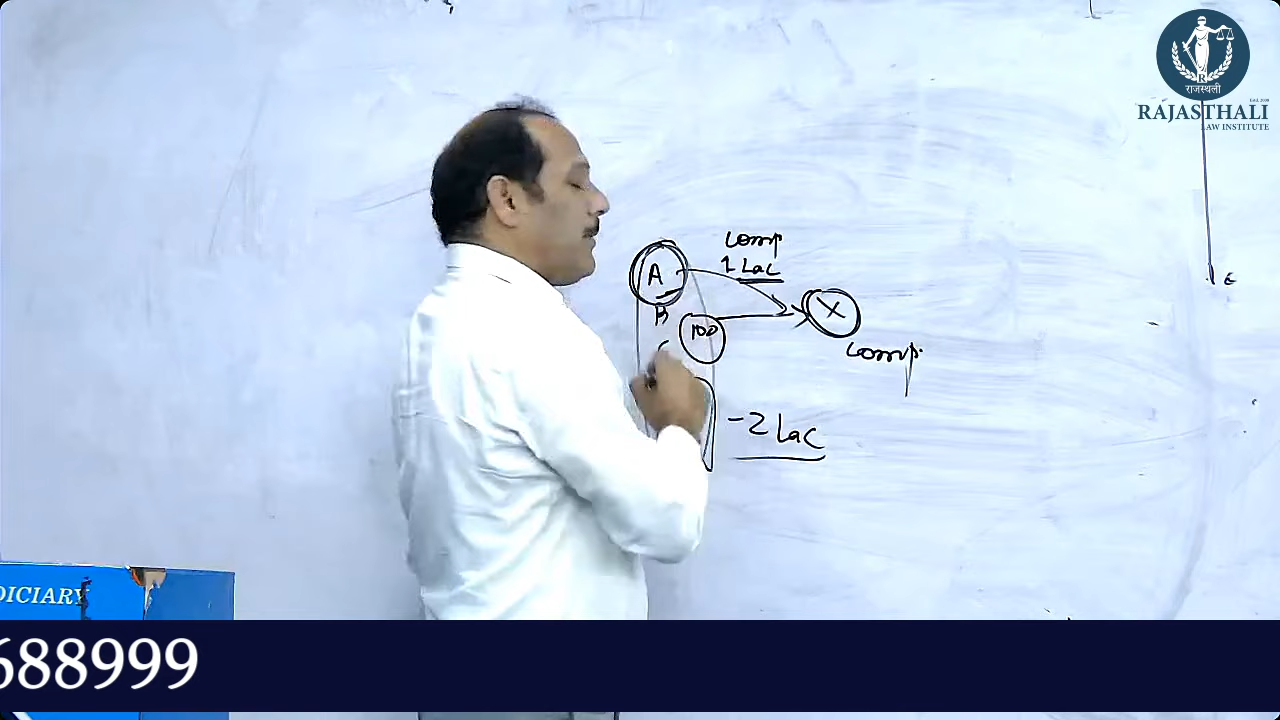 राजस्थली
RAJASTHALI
LAW INSTITUTE
comp
1 Lac
A
B
100
X
comp.
-2 Lac
E
DICIARY
688999